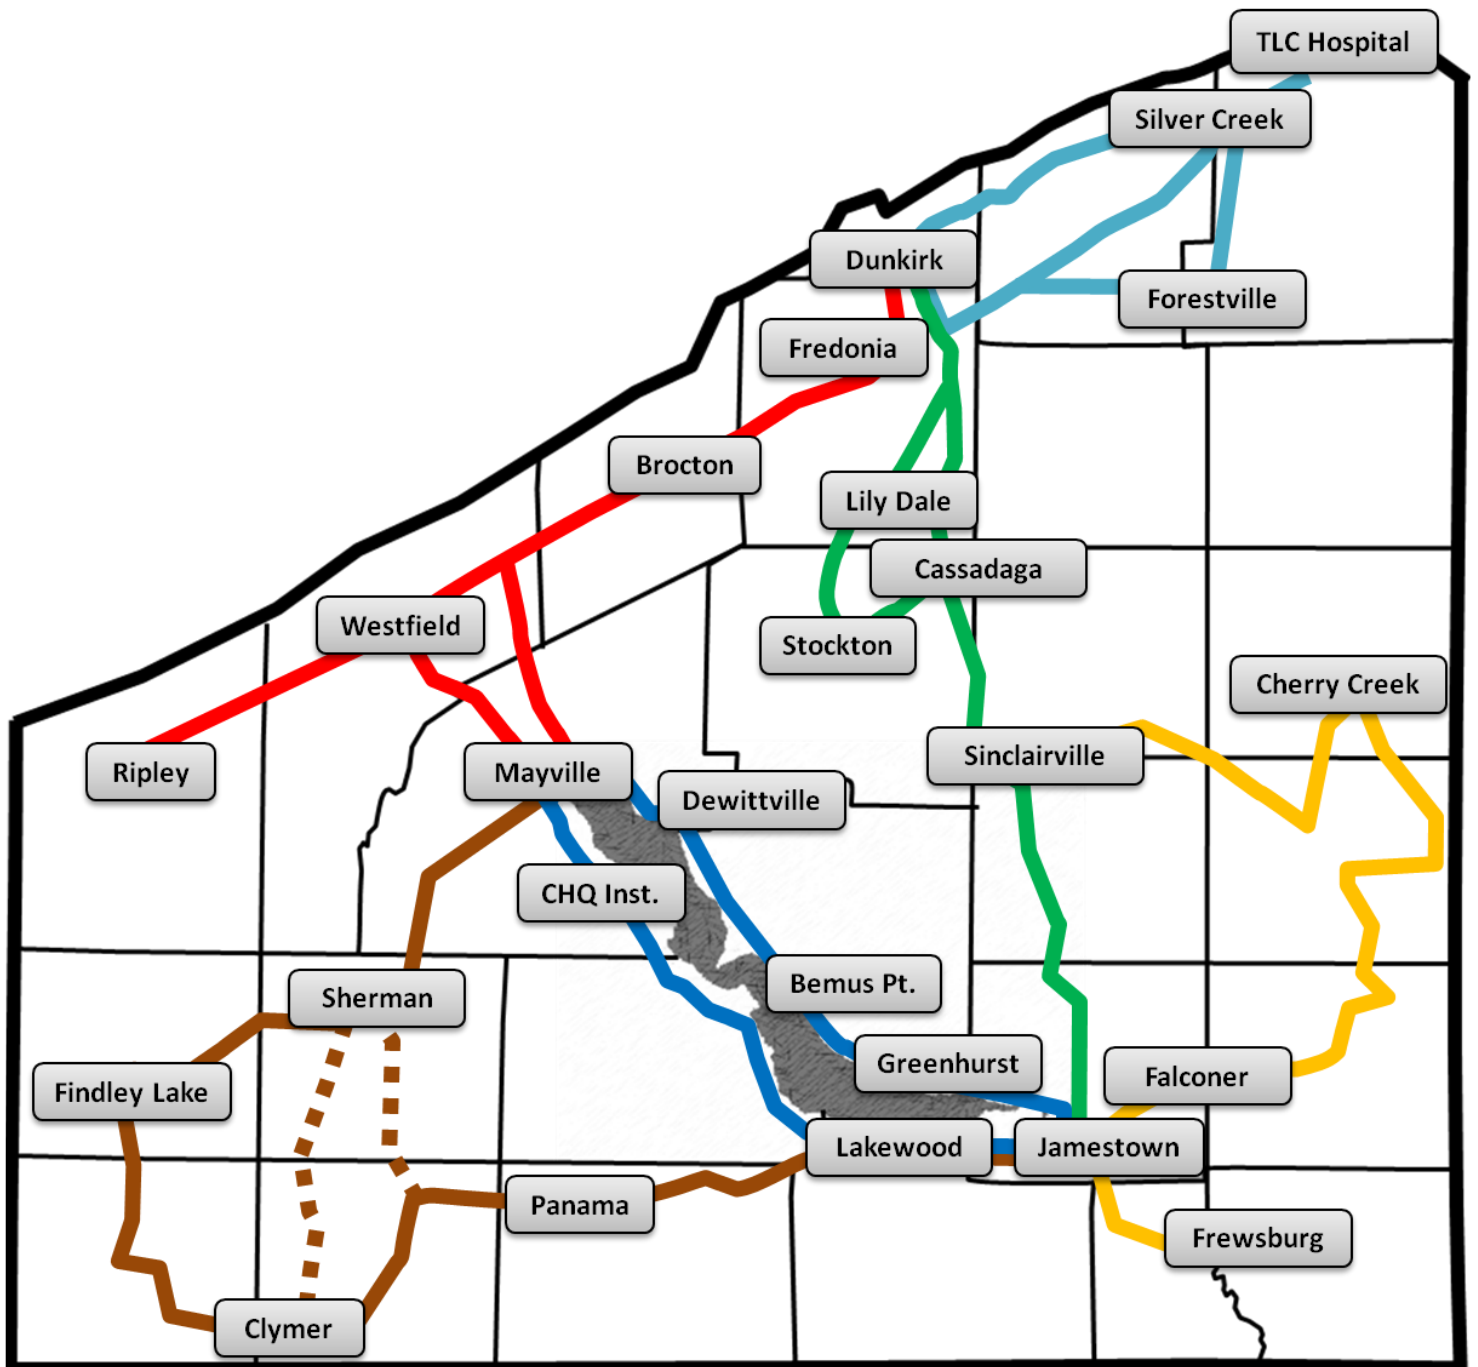 TLC Hospital
Silver Creek
Dunkirk
Forestville
Fredonia
Brocton
Lily Dale
Cassadaga
Westfield
Stockton
Cherry Creek
Ripley
Mayville
Sinclairville
Dewittville
CHQ Inst.
Sherman
Bemus Pt.
Greenhurst
Falconer
Findley Lake
Lakewood
Jamestown
Panama
Frewsburg
Clymer